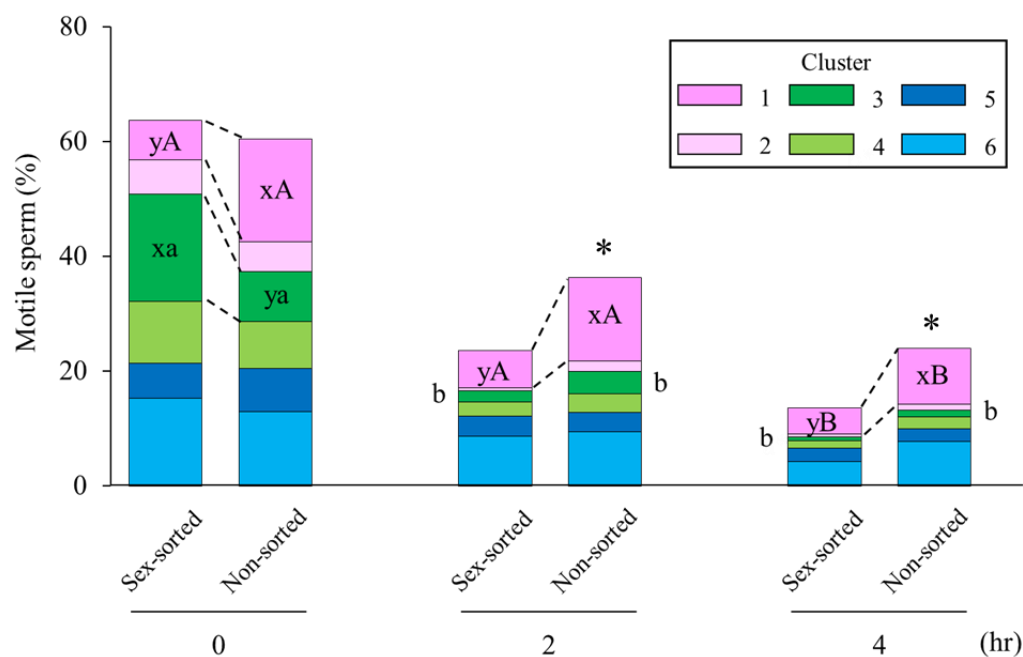 80
60
40
20
0
Motile sperm (%)
Cluster
1 3 5
2 4 6
yA
xa
xA
ya
*
yA
b
xA
b
*
yB
b
xB
b
Sex-sorted
Non-sorted
Sex-sorted
Non-sorted
Sex-sorted
Non-sorted
0 2 4 (hr)